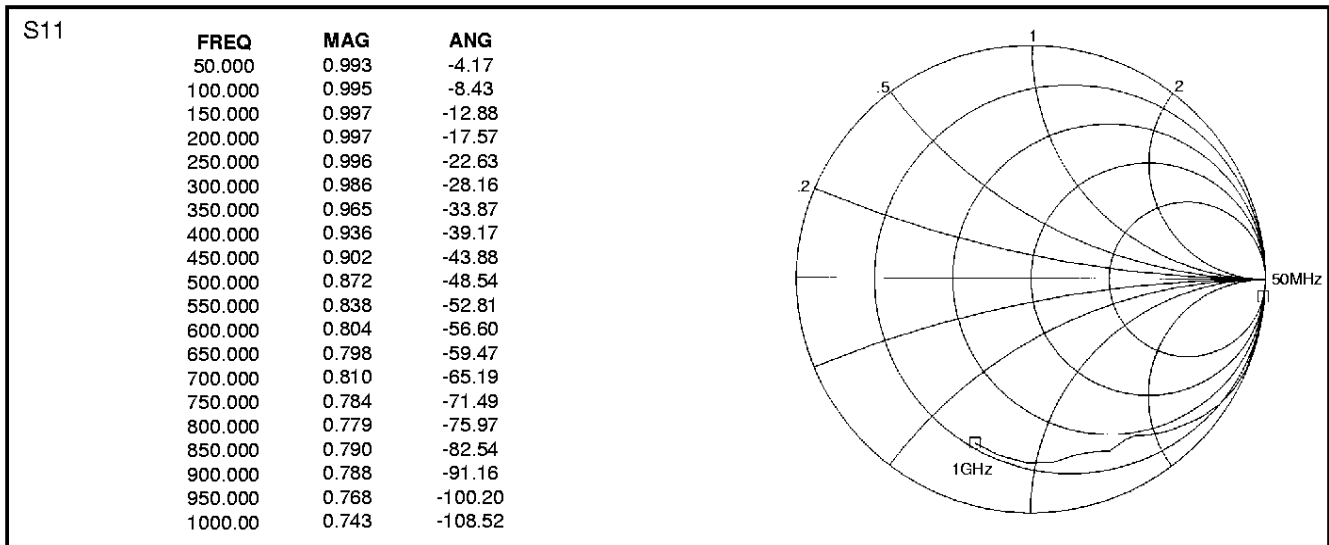 S11
FREQ MAG ANG
50.000 0.993 -4.17
100.000 0.995 -8.43
150.000 0.997 -12.88
200.000 0.997 -17.57
250.000 0.996 -22.63
300.000 0.986 -28.16
350.000 0.965 -33.87
400.000 0.936 -39.17
450.000 0.902 -43.88
500.000 0.872 -48.54
550.000 0.838 -52.81
600.000 0.804 -56.60
650.000 0.798 -59.47
700.000 0.810 -65.19
750.000 0.784 -71.49
800.000 0.779 -75.97
850.000 0.790 -82.54
900.000 0.788 -91.16
950.000 0.768 -100.20
1000.00 0.743 -108.52
1
.5
2
.2
50MHz
1GHz